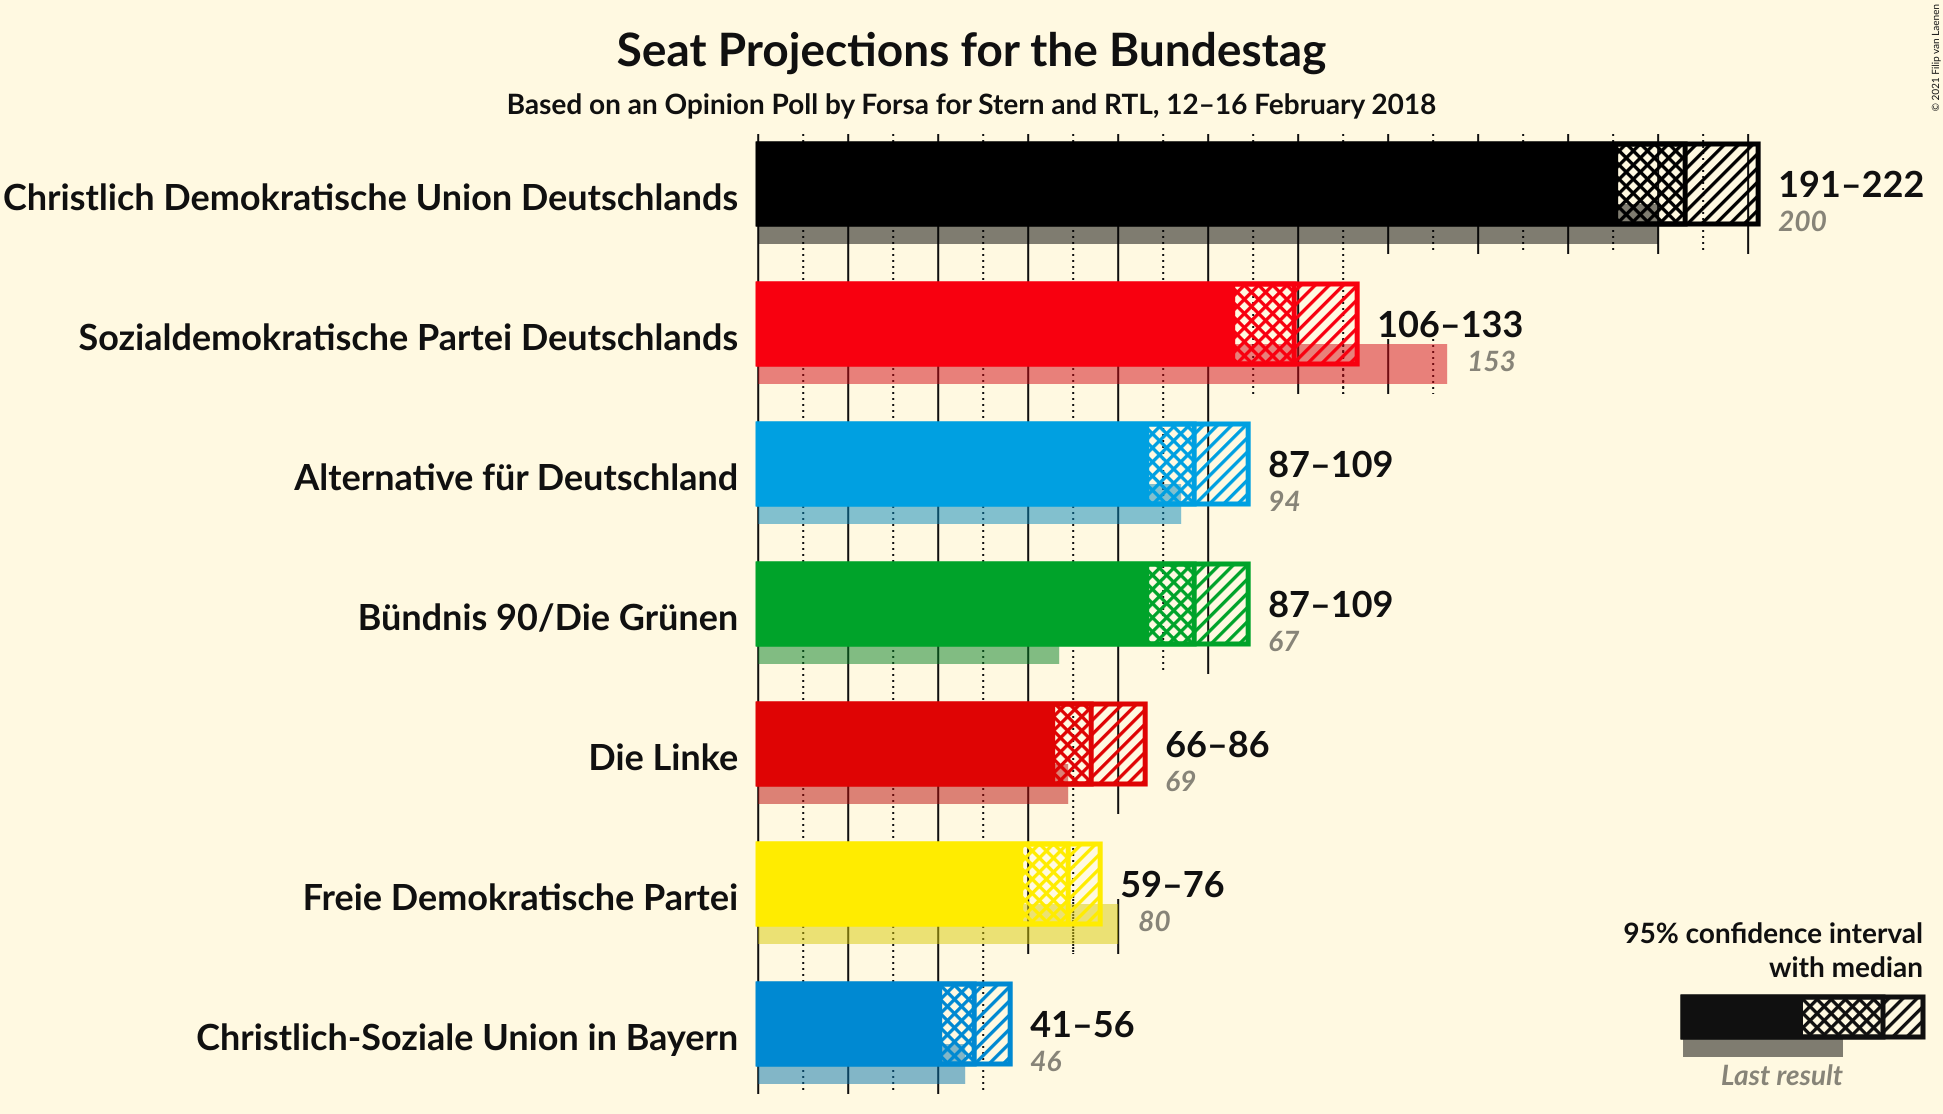 Seat Projections for the Bundestag
Based on an Opinion Poll by Forsa for Stern and RTL, 12–16 February 2018
© 2021 Filip van Laenen
Christlich Demokratische Union Deutschlands
191–222
200
Sozialdemokratische Partei Deutschlands
106–133
153
Alternative für Deutschland
87–109
94
Bündnis 90/Die Grünen
87–109
67
Die Linke
66–86
69
Freie Demokratische Partei
59–76
80
Christlich-Soziale Union in Bayern
41–56
46
95% confidence interval
with median
Last result